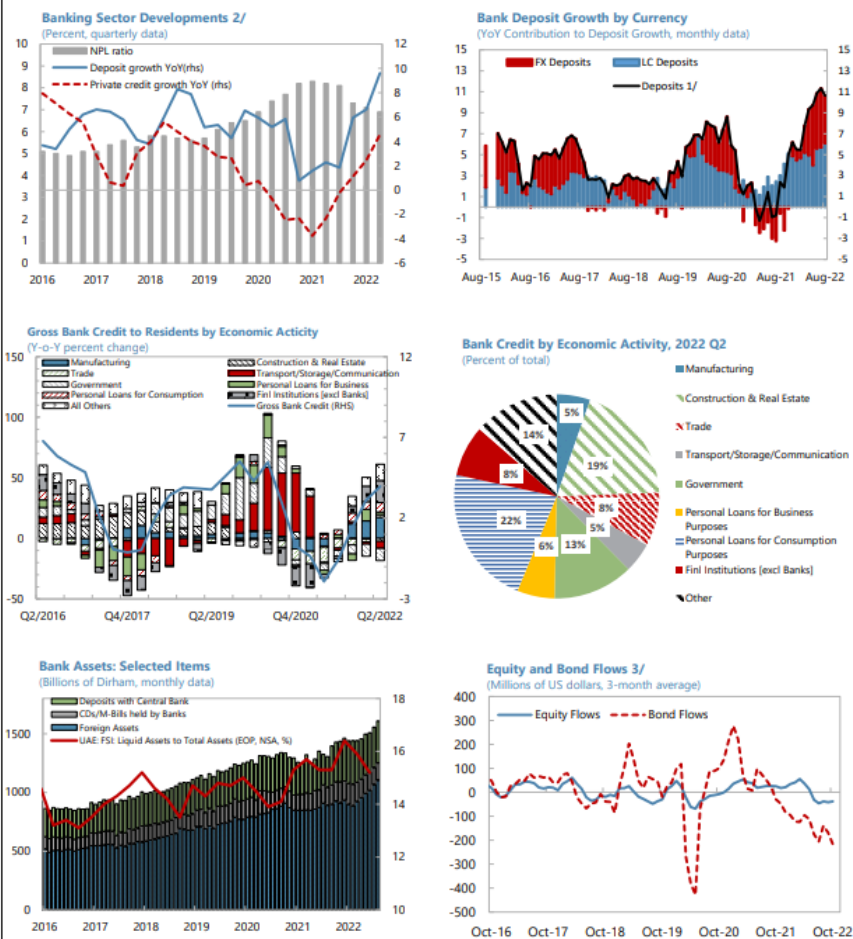 Banking Sector Developments 2/
(Percent, quarterly data)
10
9
8
7
6
5
4
3
2
1
0
NPL ratio
Deposit growth YoY(rhs)
Private credit growth YoY (rhs)
12
10
8
6
4
2
0
-2
-4
-6
2016 2017 2018 2019 2020 2021 2022
Bank Deposit Growth by Currency
(YoY Contribution to Deposit Growth, monthly data)
15
13
11
9
7
5
3
1
-1
-3
-5
FX Deposits LC Deposits
Deposits 1/
15
13
11
9
7
5
3
1
-1
-3
-5
Aug-15 Aug-16 Aug-17 Aug-18 Aug-19 Aug-20 Aug-21 Aug-22
Gross Bank Credit to Residents by Economic Acticity
(Y-o-Y percent change)
150
100
50
0
-50
Manufacturing Construction & Real Estate
Trade Transport/Storage/Communication
Government Personal Loans for Business
Personal Loans for Consumption Finl Institutions [excl Banks]
All Others Gross Bank Credit (RHS)
12
7
2
-3
Q2/2016 Q4/2017 Q2/2019 Q4/2020 Q2/2022
Bank Credit by Economic Activity, 2022 Q2
(Percent of total)
5%
19%
8%
5%
13%
6%
22%
8%
14%
Manufacturing
Construction & Real Estate
Trade
Transport/Storage/Communication
Government
Personal Loans for Business
Purposes
Personal Loans for Consumption
Purposes
Finl Institutions [excl Banks]
Other
Bank Assets: Selected Items
(Billions of Dirham, monthly data)
1500
1000
500
0
Deposits with Central Bank
CDs/M-Bills held by Banks
Foreign Assets
UAE: FSI: Liquid Assets to Total Assets (EOP, NSA, %)
18
16
14
12
10
2016 2017 2018 2019 2020 2021 2022
Equity and Bond Flows 3/
(Millions of US dollars, 3-month average)
400
300
200
100
0
-100
-200
-300
-400
-500
Equity Flows Bond Flows
Oct-16 Oct-17 Oct-18 Oct-19 Oct-20 Oct-21 Oct-22